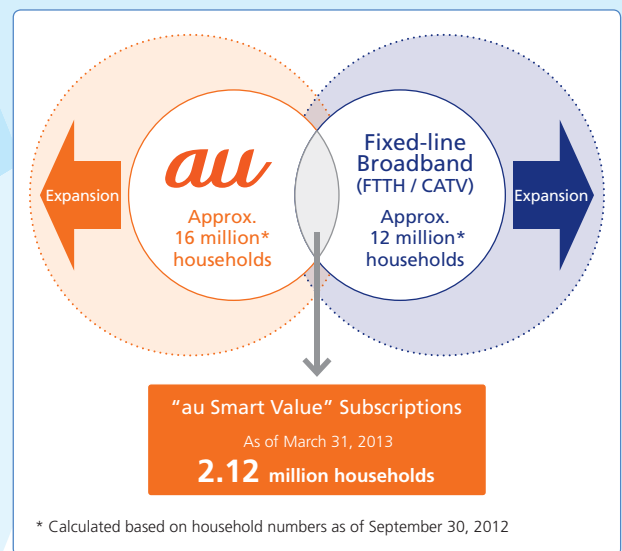 au
Approx.
16 million*
households
Expansion
Fixed-line
Broadband
(FTTH / CATV)
Approx.
12 million*
households
Expansion
“au Smart Value” Subscriptions
As of March 31, 2013
2.12 million households
* Calculated based on household numbers as of September 30, 2012